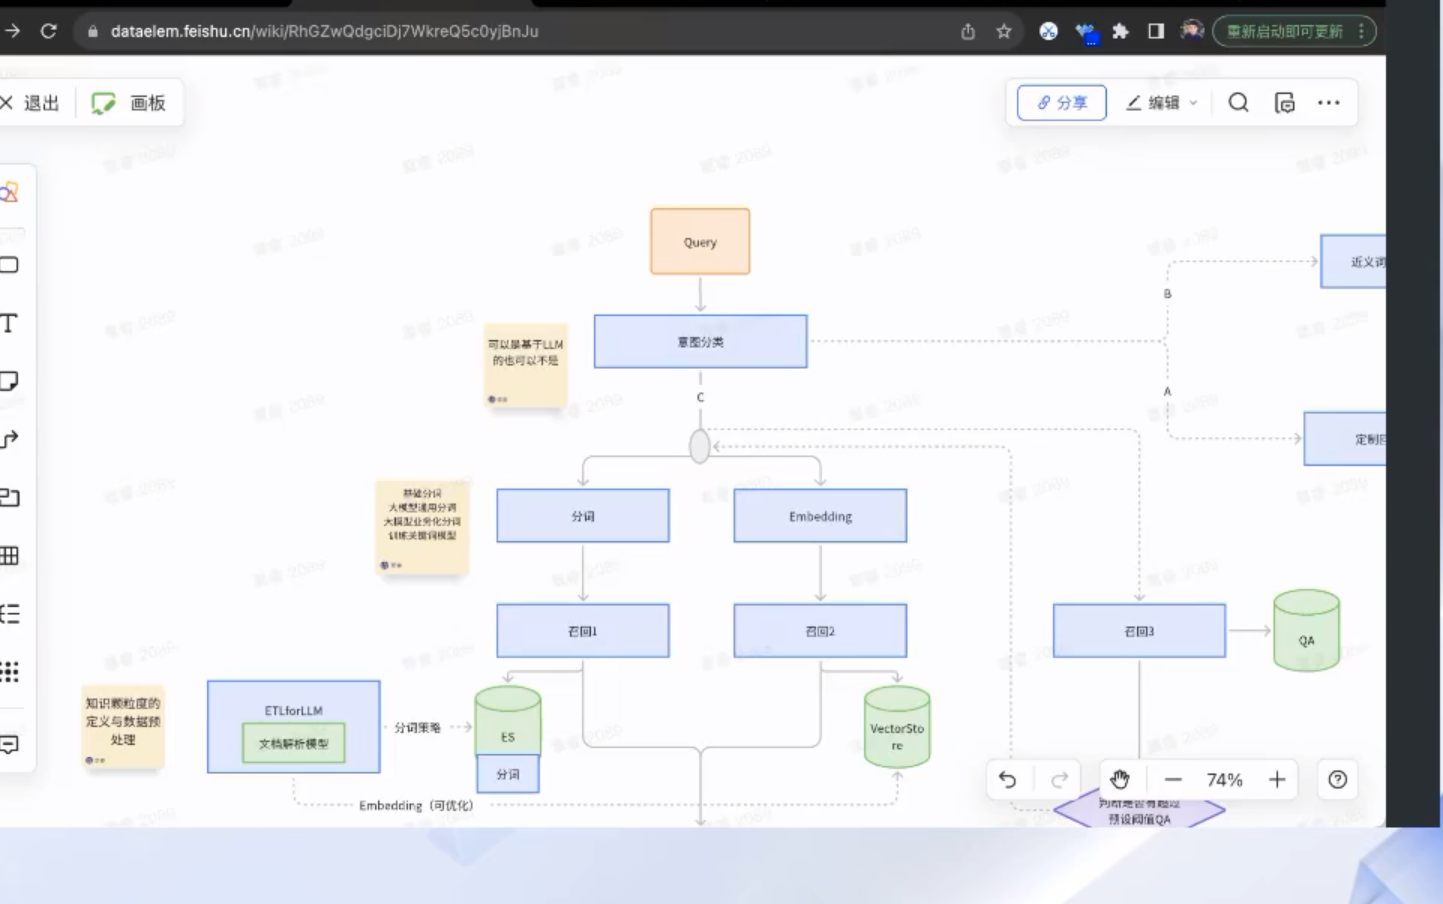 dataelem.feishu.cn/wiki/RhGZwQdgciDj7WkreQ5c0yjBnJu
重新启动即可更新
退出
画板
分享
编辑
Query
意图分类
可以是基于LLM
的也可以不是
B
近义词
A
定制
C
基础分词
大模型通用分词
大模型业务化分词
训练关键词模型
分词
Embedding
召回1
召回2
召回3
QA
知识颗粒度的
定义与数据预
处理
ETLforLLM
文档解析模型
分词策略
ES
分词
VectorSto
re
Embedding（可优化）
74%
判断是否有超过
预设阈值QA